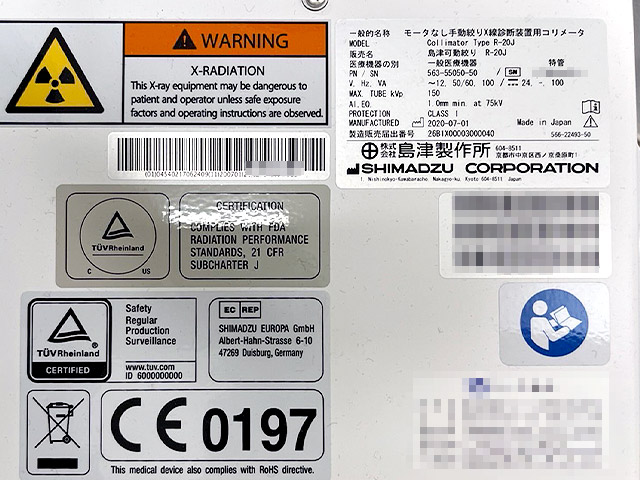 WARNING
X-RADIATION
This X-ray equipment may be dangerous to
patient and operator unless safe exposure
factors and operating instructions are observed.
一般的名称 モータなし手動絞りX線診断装置用コリメータ
MODEL Collimator Type R-20J
販売名 島津可動絞り R-20J
医療機器の別 一般医療機器 特管
PN / SN 563-55050-50 / SN
V, Hz, VA ~ 12, 50/60, 100 / 24, -, 100
MAX. TUBE kVp 150
Al. EQ. 1.0mm min. at 75kV
PROTECTION CLASS I
MANUFACTURED 2020-07-01 Made in Japan
製造販売届出番号 26B1X00003000040 566-22493-50
株式会社 島津製作所 604-8511
京都市中京区西ノ京桑原町1
SHIMADZU CORPORATION
1, Nishinokyo-Kuwabaracho, Nakagyo-ku, Kyoto 604-8511, Japan
TÜVRheinland
C US
CERTIFICATION
COMPLIES WITH FDA
RADIATION PERFORMANCE
STANDARDS, 21 CFR
SUBCHARTER J
TÜVRheinland
CERTIFIED
Safety
Regular
Production
Surveillance
www.tuv.com
ID 6000000000
EC REP
SHIMADZU EUROPA GmbH
Albert-Hahn-Strasse 6-10
47269 Duisburg, Germany
CE 0197
This medical device also complies with RoHS directive.